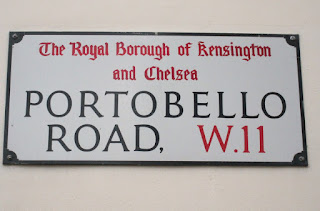 The Royal Borough of Kensington
and Chelsea
PORTOBELLO
ROAD, W.11